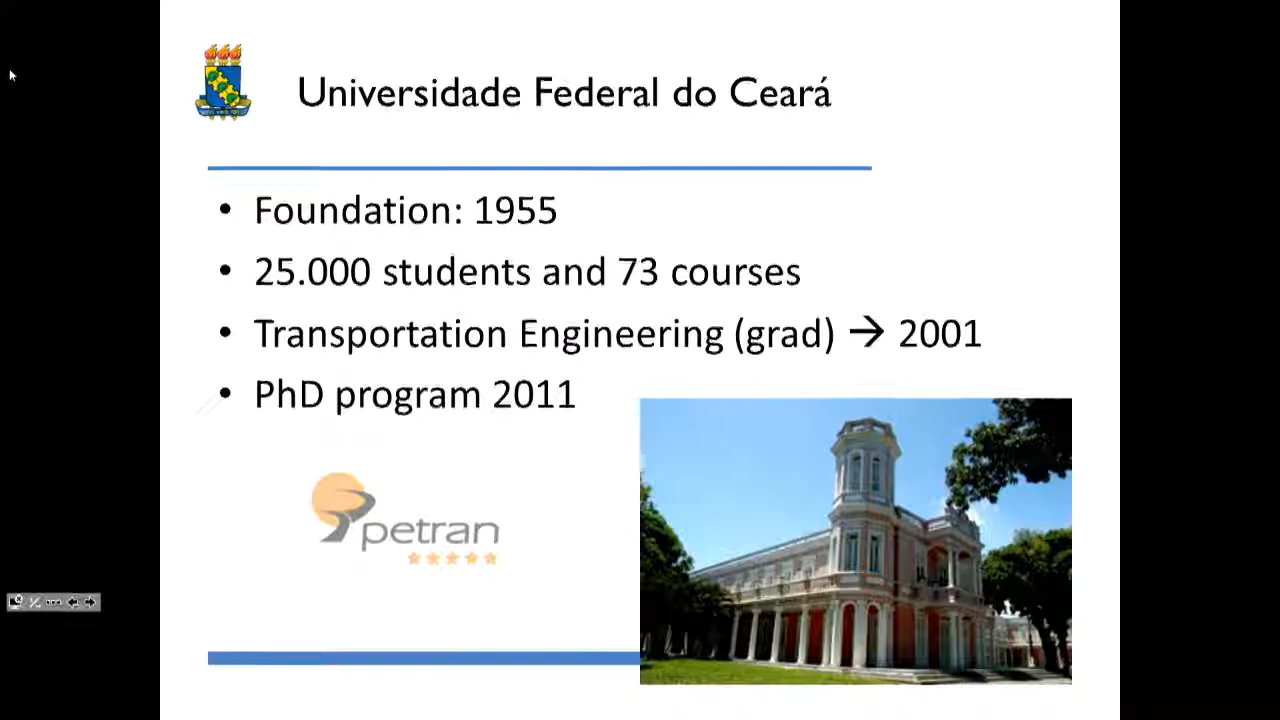 Universidade Federal do Ceará
• Foundation: 1955
• 25.000 students and 73 courses
• Transportation Engineering (grad) → 2001
• PhD program 2011
petran